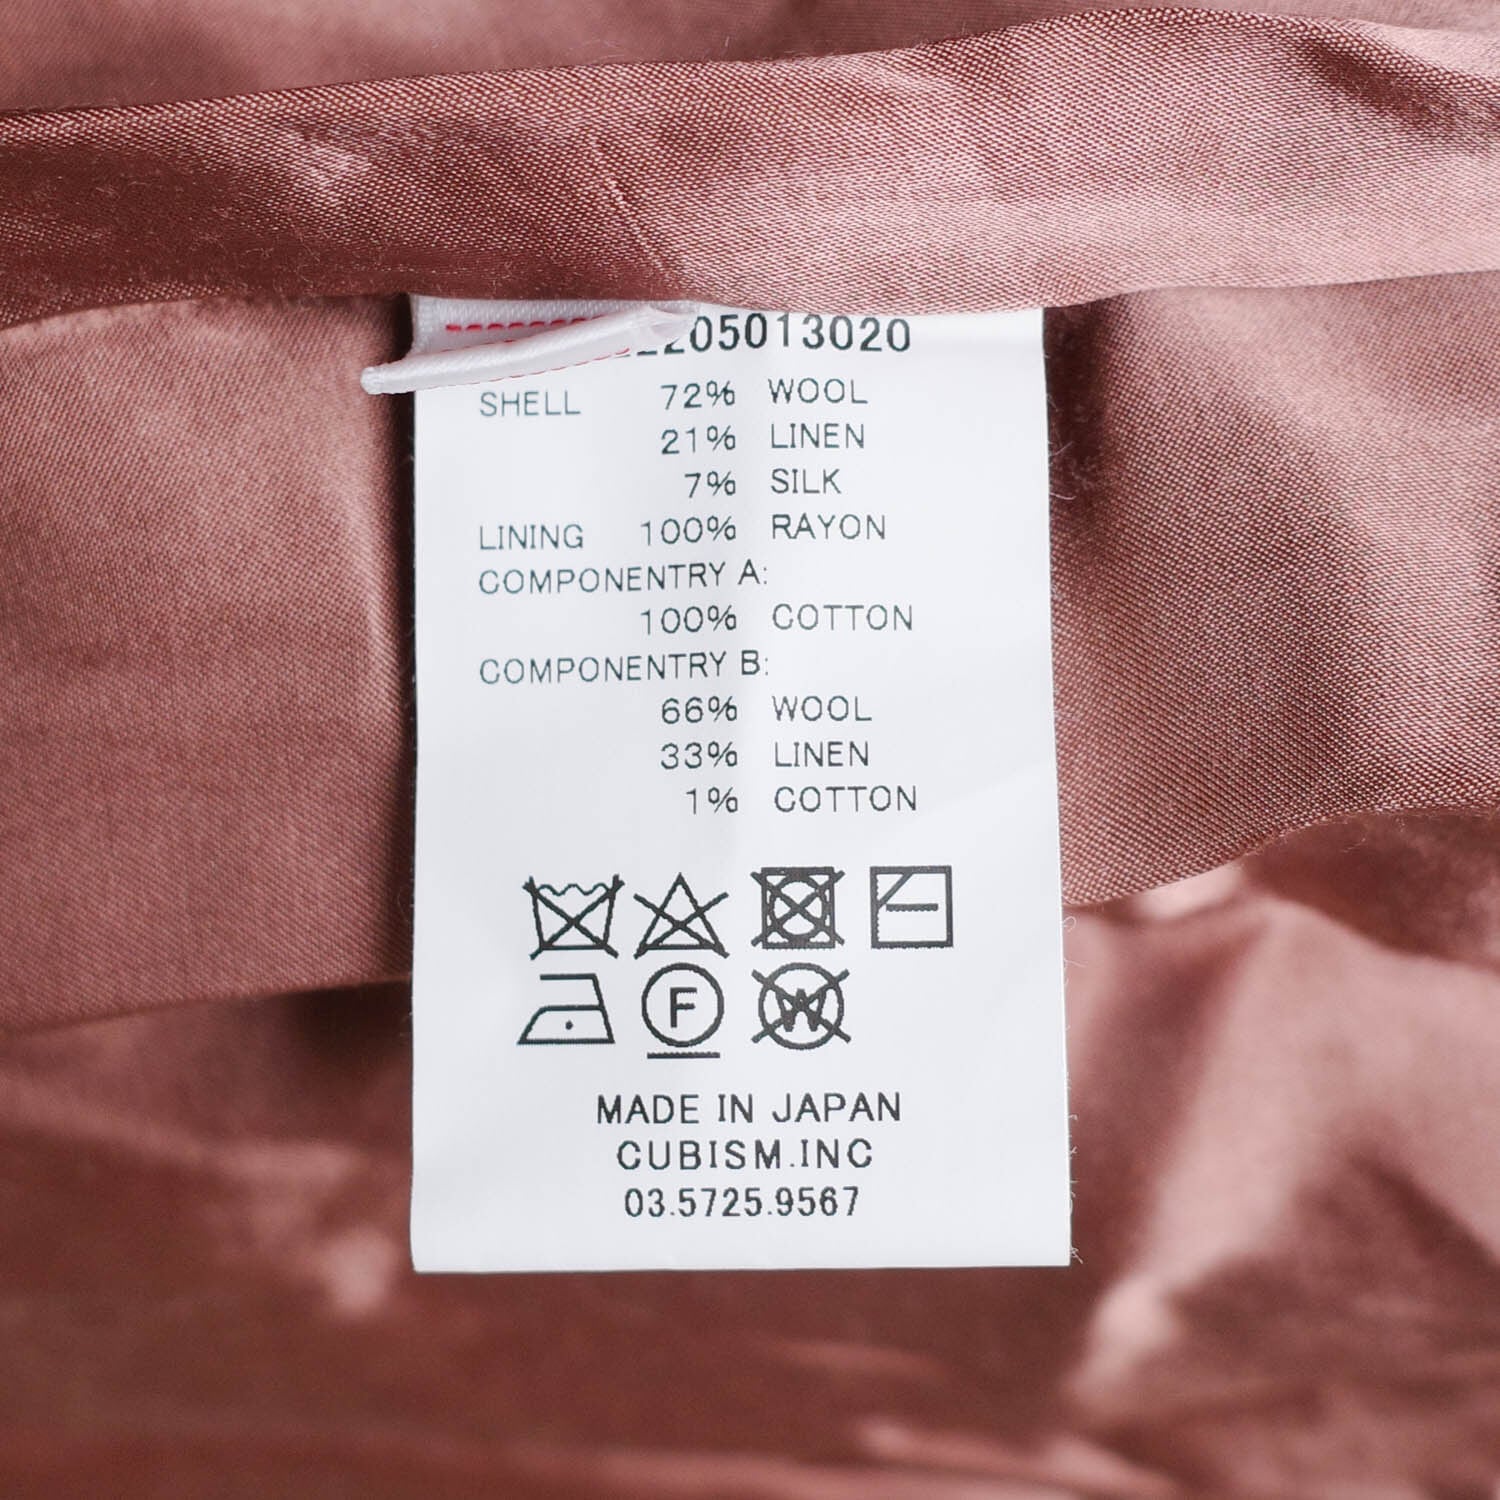 05013020
SHELL 72% WOOL
21% LINEN
7% SILK
LINING 100% RAYON
COMPONENTRY A:
100% COTTON
COMPONENTRY B:
66% WOOL
33% LINEN
1% COTTON
F
W
MADE IN JAPAN
CUBISM.INC
03.5725.9567